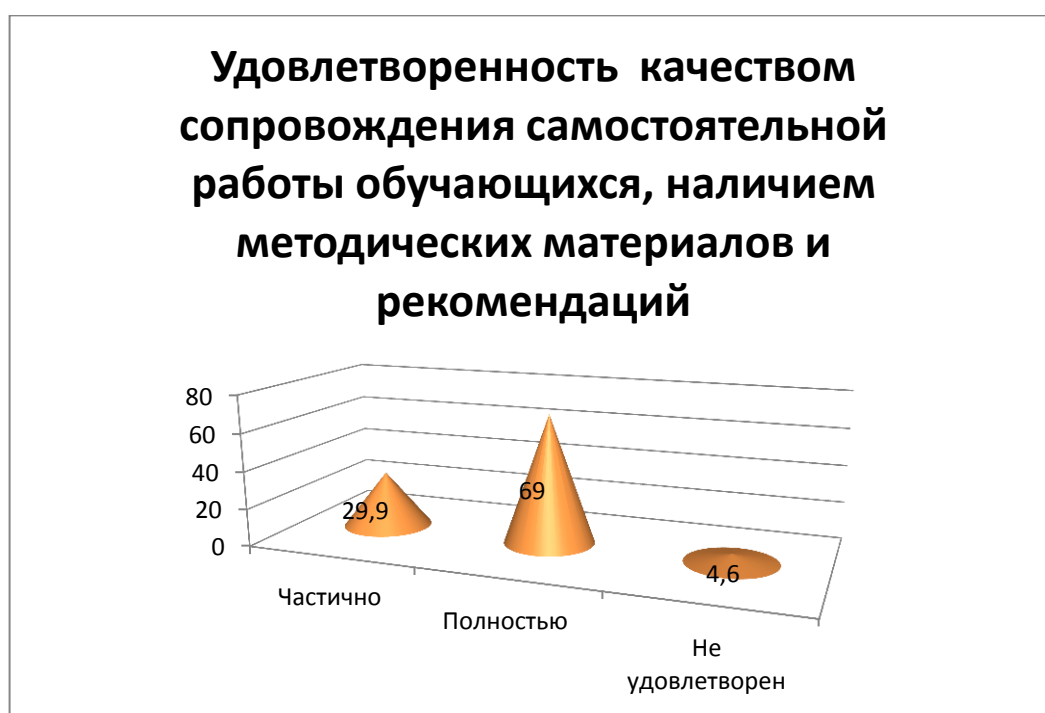 Удовлетворенность качеством
сопровождения самостоятельной
работы обучающихся, наличием
методических материалов и
рекомендаций
80
60
40
20
0
29,9
69
4,6
Частично
Полностью
Не
удовлетворен